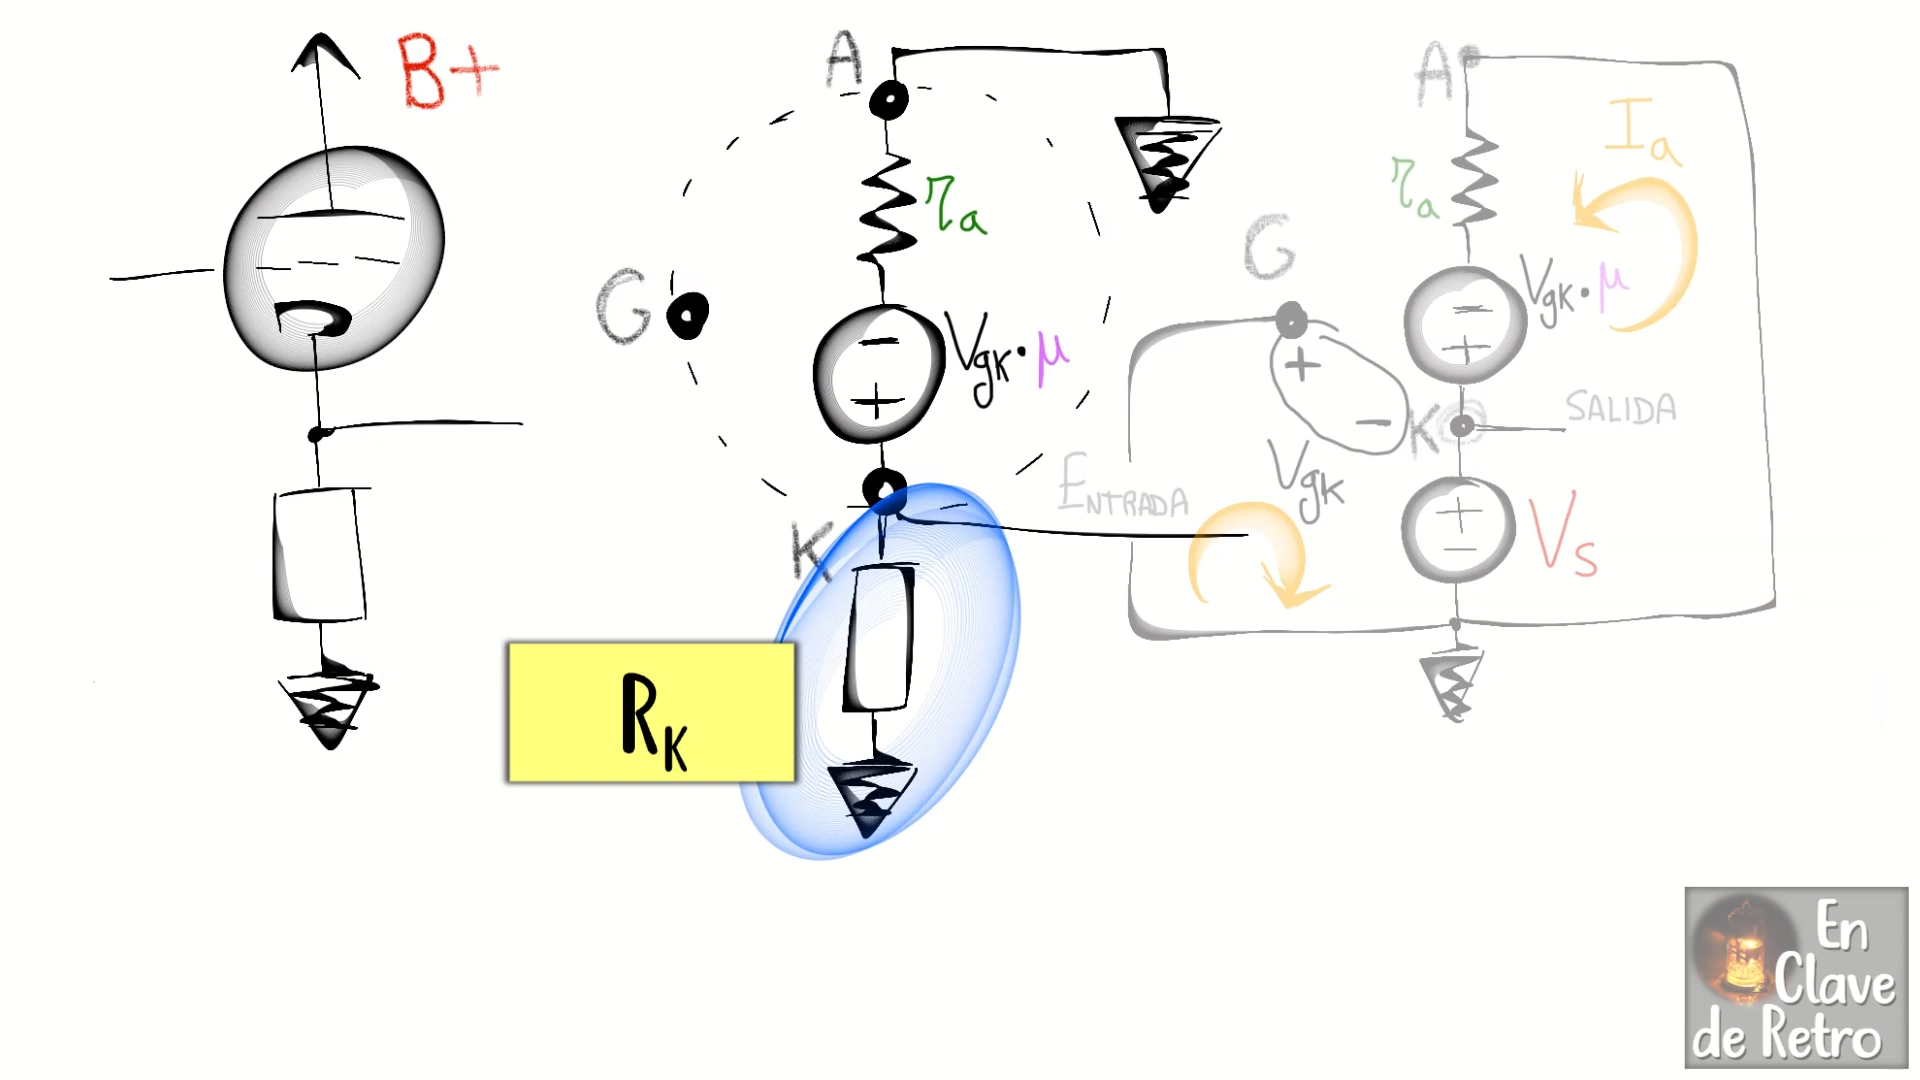 B+
A
ra
G
Vgk·μ
K
RK
A
Ia
ra
G
Vgk·μ
+
-
K
SALIDA
Vgk
ENTRADA
Vs
En
Clave
de Retro